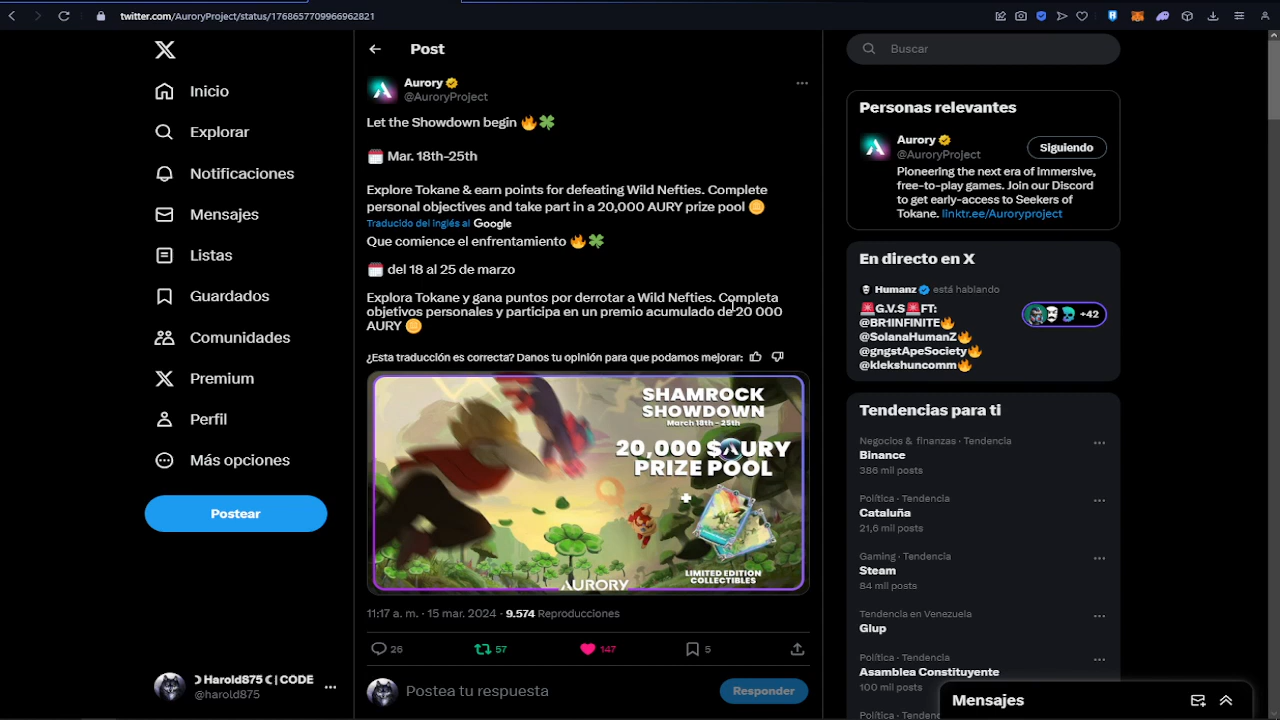 twitter.com/AuroryProject/status/1768657709966962821
Inicio
Explorar
Notificaciones
Mensajes
Listas
Guardados
Comunidades
Premium
Perfil
Más opciones
Postear
Harold875 ☾ | CODE
@harold875
Post
Aurory
@AuroryProject
Let the Showdown begin 🔥🍀
Mar. 18th-25th
Explore Tokane & earn points for defeating Wild Nefties. Complete
personal objectives and take part in a 20,000 AURY prize pool 🪙
Traducido del inglés al Google
Que comience el enfrentamiento 🔥🍀
del 18 al 25 de marzo
Explora Tokane y gana puntos por derrotar a Wild Nefties. Completa
objetivos personales y participa en un premio acumulado de 20 000
AURY 🪙
¿Esta traducción es correcta? Danos tu opinión para que podamos mejorar:
SHAMROCK
SHOWDOWN
March 18th - 25th
20,000 $AURY
PRIZE POOL
+
LIMITED EDITION
COLLECTIBLES
AURORY
11:17 a. m. · 15 mar. 2024 · 9.574 Reproducciones
26
57
147
5
Postea tu respuesta
Responder
Buscar
Personas relevantes
Aurory
@AuroryProject
Siguiendo
Pioneering the next era of immersive,
free-to-play games. Join our Discord
to get early-access to Seekers of
Tokane. linktr.ee/Auroryproject
En directo en X
Humanz está hablando
🚨G.V.S🚨FT:
@BR1INFINITE🔥
@SolanaHumanZ🔥
@gngstApeSociety🔥
@klekshuncomm🔥
+42
Tendencias para ti
Negocios & finanzas · Tendencia
Binance
386 mil posts
Política · Tendencia
Cataluña
21,6 mil posts
Gaming · Tendencia
Steam
84 mil posts
Tendencia en Venezuela
Glup
Política · Tendencia
Asamblea Constituyente
100 mil posts
Política · Tendencia
Mensajes